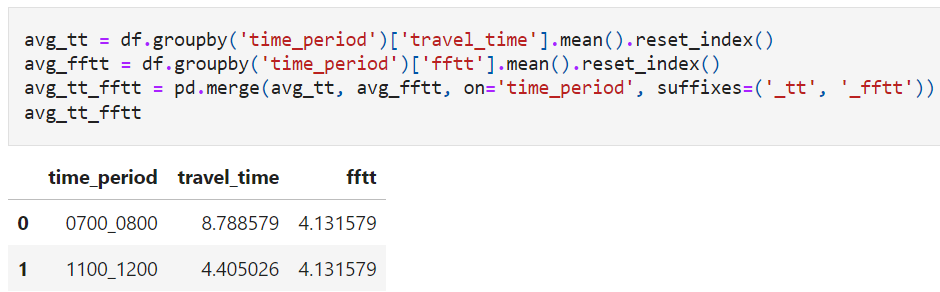 avg_tt = df.groupby('time_period')['travel_time'].mean().reset_index()
avg_fftt = df.groupby('time_period')['fftt'].mean().reset_index()
avg_tt_fftt = pd.merge(avg_tt, avg_fftt, on='time_period', suffixes=('_tt', '_fftt'))
avg_tt_fftt
time_period travel_time fftt
0 0700_0800 8.788579 4.131579
1 1100_1200 4.405026 4.131579